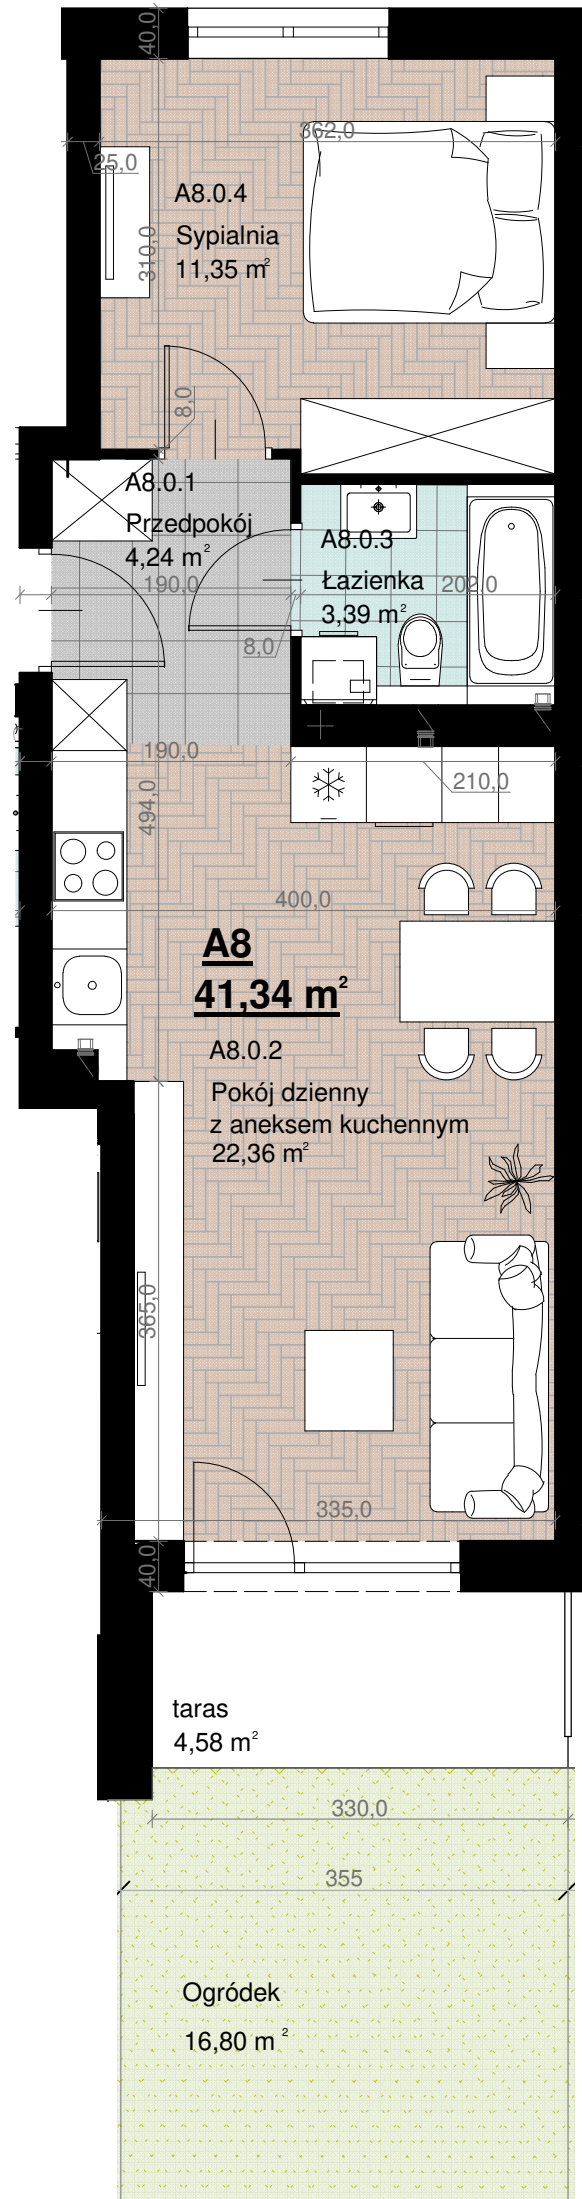 40,0
362,0
25,0
A8.0.4
Sypialnia
11,35 m²
310,0
8,0
A8.0.1
Przedpokój
4,24 m²
190,0
A8.0.3
Łazienka
3,39 m²
202,0
8,0
190,0
210,0
494,0
400,0
A8
41,34 m²
A8.0.2
Pokój dzienny
z aneksem kuchennym
22,36 m²
365,0
335,0
40,0
taras
4,58 m²
330,0
355
Ogródek
16,80 m²